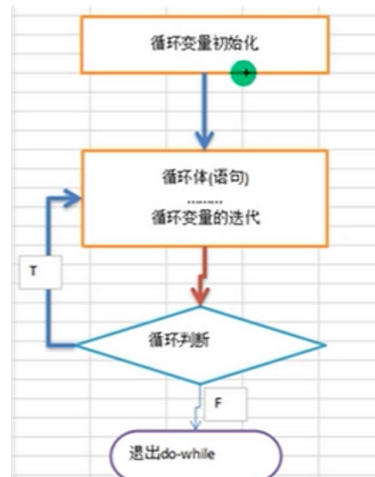 循环变量初始化
循环体(语句)
………
循环变量的迭代
T
循环判断
F
退出do-while